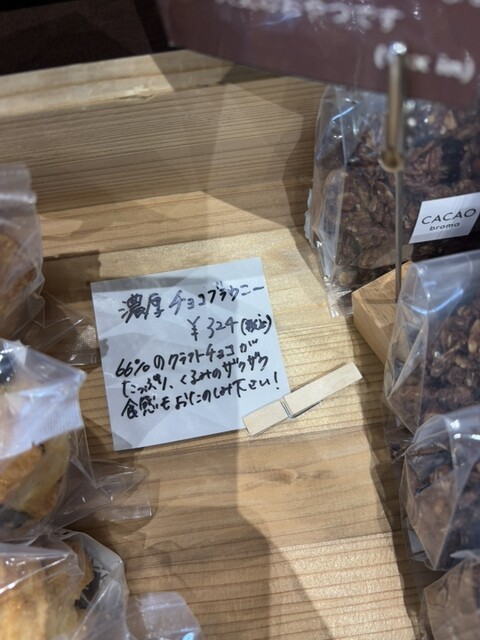 濃厚チョコブラウニー
¥324(税込)
66%のクラフトチョコが
たっぷり、くるみのザクザク
食感もおたのしみ下さい!
CACAO
broma